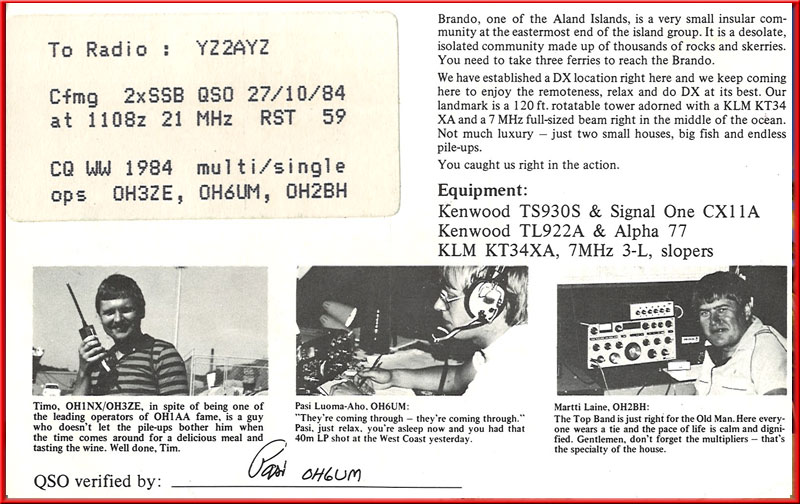 To Radio : YZ2AYZ
Cfmg 2xSSB QSO 27/10/84
at 1108z 21 MHz RST 59
CQ WW 1984 multi/single
ops OH3ZE, OH6UM, OH2BH
Brando, one of the Aland Islands, is a very small insular com-
munity at the easternmost end of the island group. It is a desolate,
isolated community made up of thousands of rocks and skerries.
You need to take three ferries to reach the Brando.
We have established a DX location right here and we keep coming
here to enjoy the remoteness, relax and do DX at its best. Our
landmark is a 120 ft. rotatable tower adorned with a KLM KT34
XA and a 7 MHz full-sized beam right in the middle of the ocean.
Not much luxury – just two small houses, big fish and endless
pile-ups.
You caught us right in the action.
Equipment:
Kenwood TS930S & Signal One CX11A
Kenwood TL922A & Alpha 77
KLM KT34XA, 7MHz 3-L, slopers
Timo, OH1NX/OH3ZE, in spite of being one of
the leading operators of OH1AA fame, is a guy
who doesn't let the pile-ups bother him when
the time comes around for a delicious meal and
tasting the wine. Well done, Tim.
Pasi Luoma-Aho, OH6UM:
"They're coming through – they're coming through."
Pasi, just relax, you're asleep now and you had that
40m LP shot at the West Coast yesterday.
Martti Laine, OH2BH:
The Top Band is just right for the Old Man. Here every-
one wears a tie and the pace of life is calm and digni-
fied. Gentlemen, don't forget the multipliers – that's
the specialty of the house.
QSO verified by: Pasi OH6UM